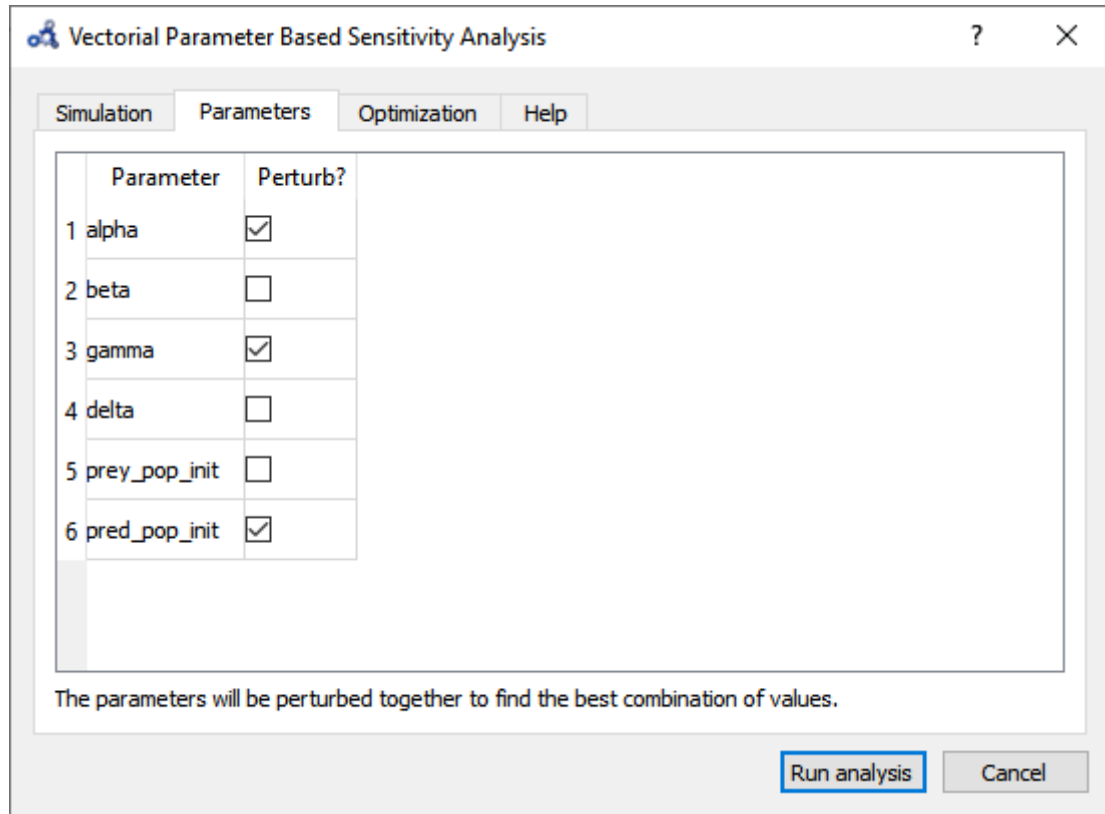 Vectorial Parameter Based Sensitivity Analysis ?
Simulation Parameters Optimization Help
Parameter Perturb?
1 alpha
2 beta
3 gamma
4 delta
5 prey_pop_init
6 pred_pop_init
The parameters will be perturbed together to find the best combination of values.
Run analysis Cancel